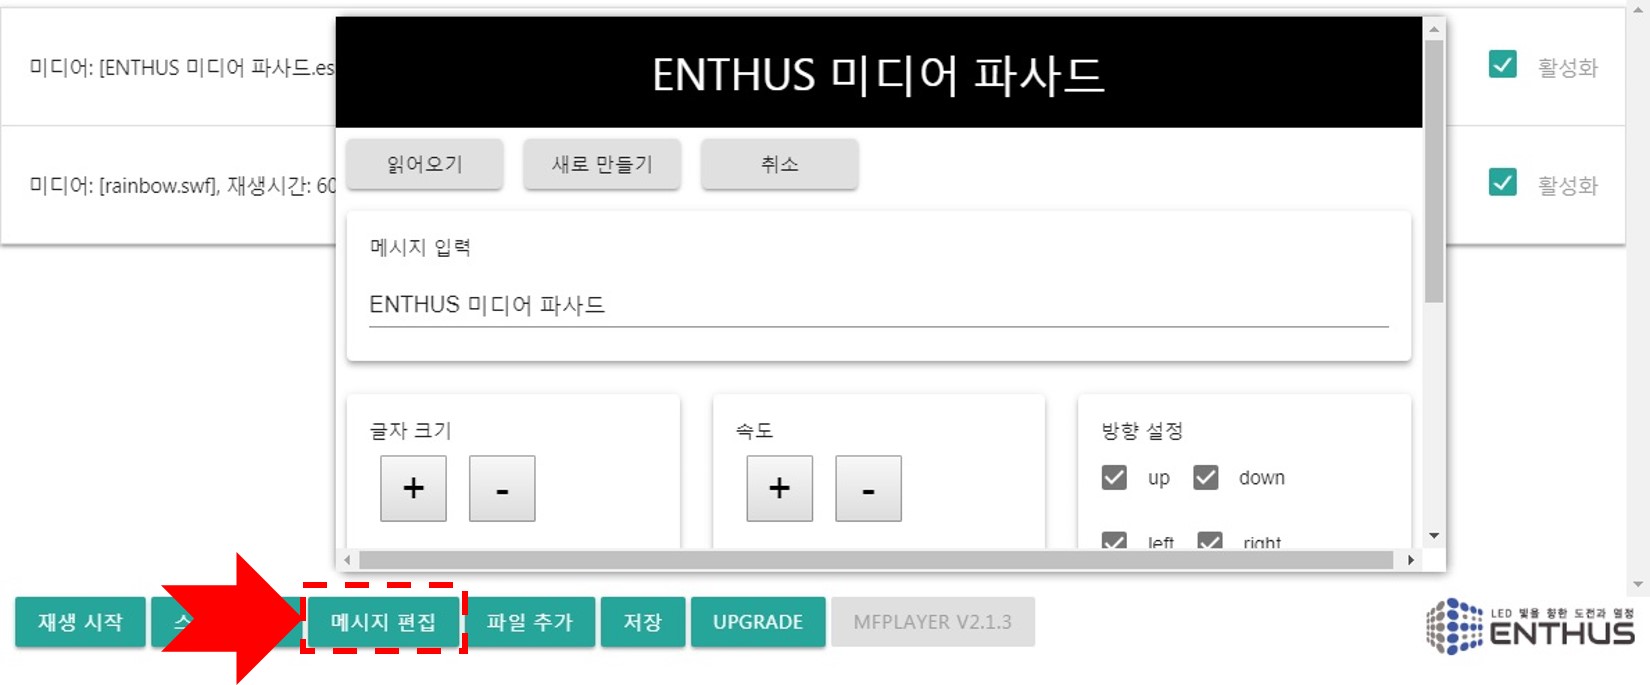 ENTHUS 미디어 파사드
미디어: [ENTHUS 미디어 파사드.es
활성화
읽어오기 새로 만들기 취소
미디어: [rainbow.swf], 재생시간: 60
활성화
메시지 입력
ENTHUS 미디어 파사드
글자 크기
+ -
속도
+ -
방향 설정
up down
left right
재생 시작 스 메시지 편집 파일 추가 저장 UPGRADE MFPLAYER V2.1.3
LED 빛을 향한 도전과 열정
ENTHUS